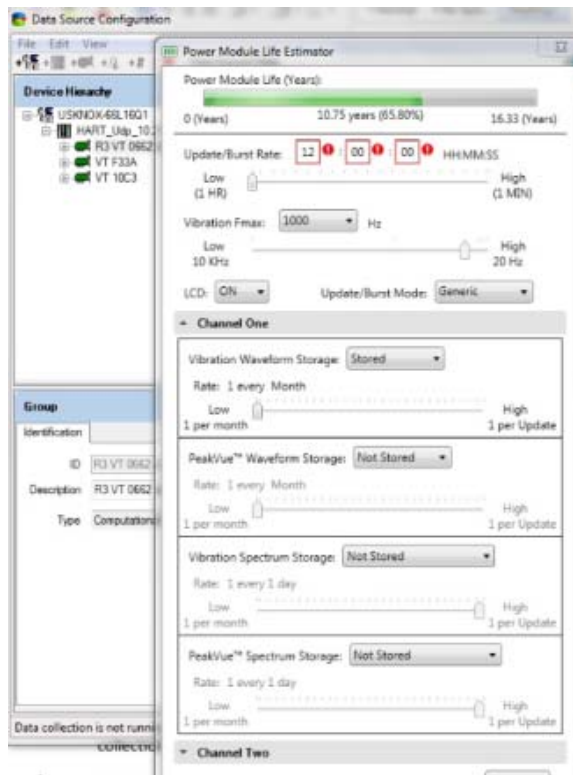 Data Source Configuration
File Edit View
Device Hierarchy
USKNOX-66L16Q1
HART_Udp_10.
R3 VT 0662
VT F33A
VT 10C3
Group
Identification
ID R3 VT 0662
Description R3 VT 0662
Type Computationa
Data collection is not runni
collectio
Power Module Life Estimator
Power Module Life (Years):
0 (Years) 10.75 years (65.80%) 16.33 (Years)
Update/Burst Rate: 12 : 00 : 00 HH:MM:SS
Low High
(1 HR) (1 MIN)
Vibration Fmax: 1000 Hz
Low High
10 KHz 20 Hz
LCD: ON Update/Burst Mode: Generic
Channel One
Vibration Waveform Storage: Stored
Rate: 1 every Month
Low High
1 per month 1 per Update
PeakVue™ Waveform Storage: Not Stored
Rate: 1 every Month
Low High
1 per month 1 per Update
Vibration Spectrum Storage: Not Stored
Rate: 1 every 1 day
Low High
1 per month 1 per Update
PeakVue™ Spectrum Storage: Not Stored
Rate: 1 every 1 day
Low High
1 per month 1 per Update
Channel Two